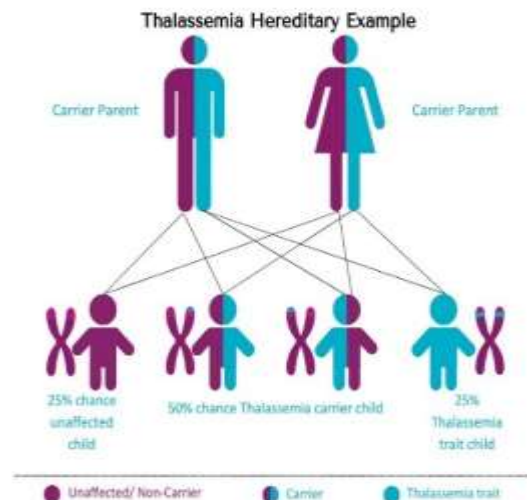 Thalassemia Hereditary Example
Carrier Parent
Carrier Parent
25% chance
unaffected
child
50% chance Thalassemia carrier child
25%
Thalassemia
trait child
Unaffected/ Non-Carrier
Carrier
Thalassemia trait